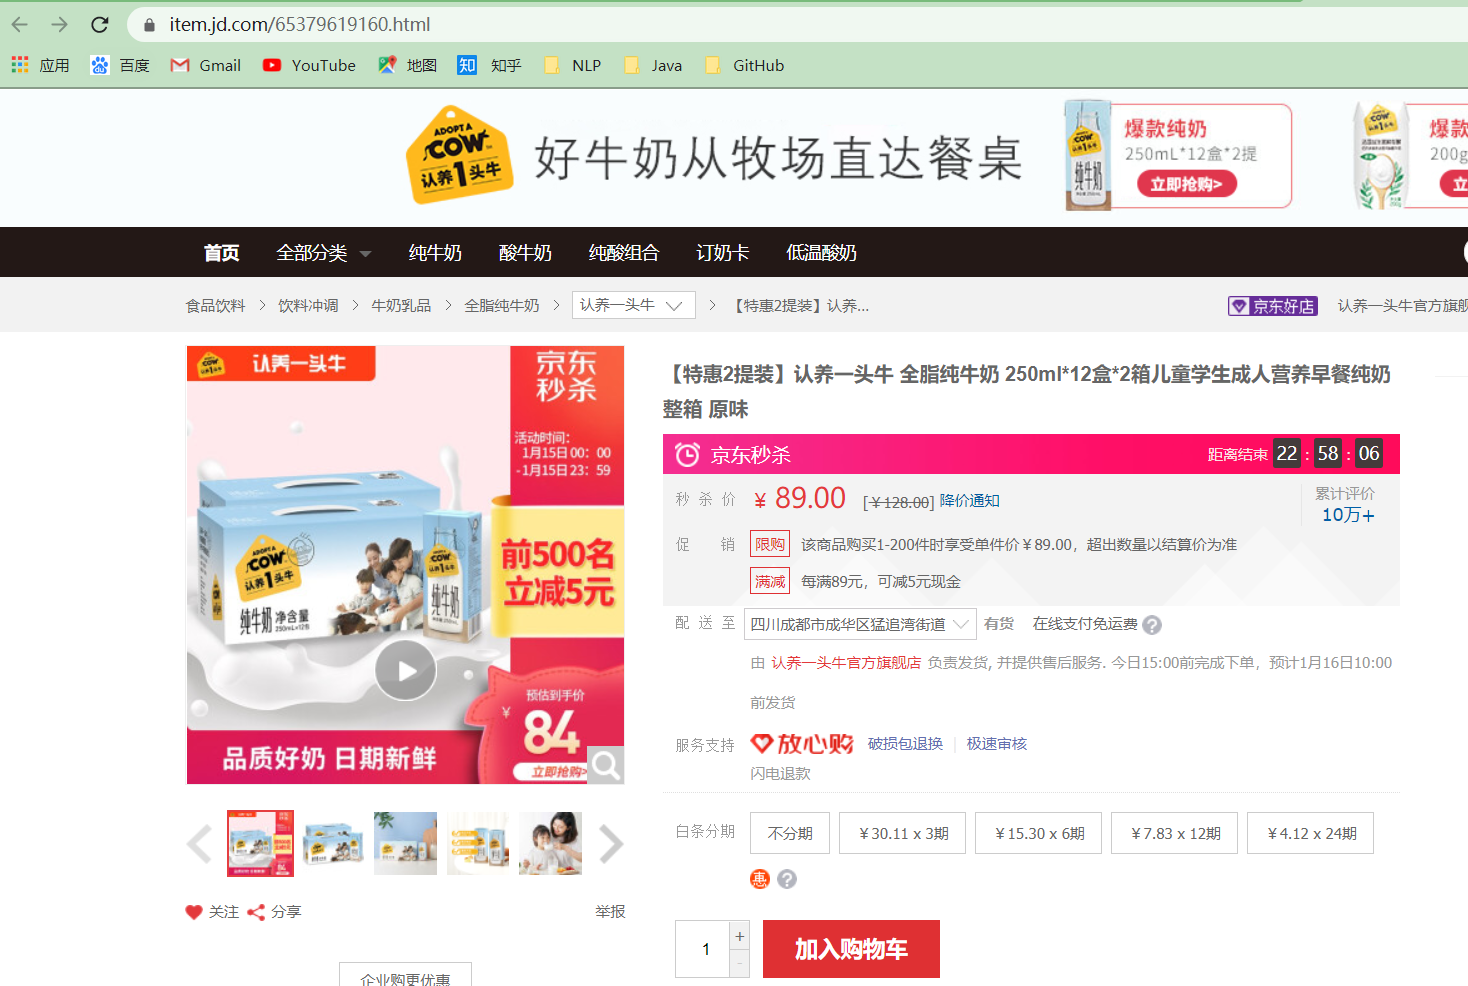 item.jd.com/65379619160.html
应用 百度 Gmail YouTube 地图 知 知乎 NLP Java GitHub
ADOPT A
COW
认养1头牛
好牛奶从牧场直达餐桌
爆款纯奶
250mL*12盒*2提
立即抢购>
纯牛奶
爆款
200g
立
首页 全部分类 纯牛奶 酸牛奶 纯酸组合 订奶卡 低温酸奶
食品饮料 > 饮料冲调 > 牛奶乳品 > 全脂纯牛奶 > 认养一头牛 > 【特惠2提装】认养...
京东好店 认养一头牛官方旗舰
认养一头牛
京东
秒杀
活动时间：
1月15日00：00
-1月15日23：59
ADOPT A
COW
认养1头牛
纯牛奶 净含量
250mLx12包
纯牛奶
前500名
立减5元
预估到手价
￥84
立即抢购>
品质好奶 日期新鲜
【特惠2提装】认养一头牛 全脂纯牛奶 250ml*12盒*2箱儿童学生成人营养早餐纯奶
整箱 原味
京东秒杀 距离结束 22 : 58 : 06
秒杀价 ￥89.00 [￥128.00] 降价通知
累计评价
10万+
促销 限购 该商品购买1-200件时享受单件价￥89.00，超出数量以结算价为准
满减 每满89元，可减5元现金
配送至 四川成都市成华区猛追湾街道 有货 在线支付免运费 ?
由 认养一头牛官方旗舰店 负责发货, 并提供售后服务. 今日15:00前完成下单，预计1月16日10:00
前发货
服务支持 放心购 破损包退换 | 极速审核
闪电退款
白条分期 不分期 ￥30.11 x 3期 ￥15.30 x 6期 ￥7.83 x 12期 ￥4.12 x 24期
惠 ?
关注 分享 举报
1 + -
加入购物车
企业购更优惠